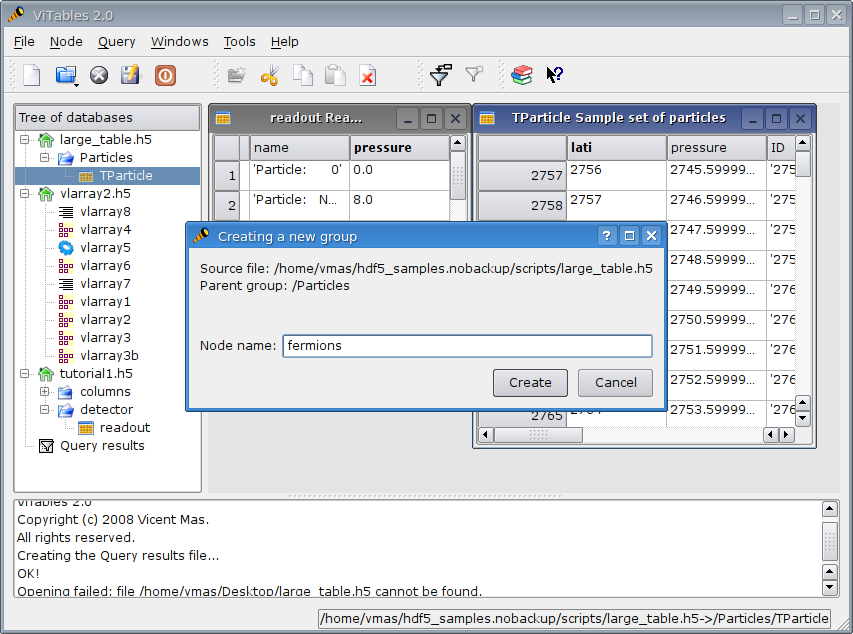 ViTables 2.0
File Node Query Windows Tools Help
Tree of databases
large_table.h5
Particles
TParticle
vlarray2.h5
vlarray8
vlarray4
vlarray5
vlarray6
vlarray7
vlarray1
vlarray2
vlarray3
vlarray3b
tutorial1.h5
columns
detector
readout
Query results
readout Rea...
name pressure
1 'Particle: 0' 0.0
2 'Particle: N... 8.0
TParticle Sample set of particles
lati pressure ID
2757 2756 2745.59999... '275
2758 2757 2746.59999... '275
2747.59999... '275
2748.59999... '275
2749.59999... '276
2750.59999... '276
2751.59999... '276
2752.59999... '276
2765 2753.59999... '276
Creating a new group
Source file: /home/vmas/hdf5_samples.nobackup/scripts/large_table.h5
Parent group: /Particles
Node name: fermions
Create Cancel
ViTables 2.0
Copyright (c) 2008 Vicent Mas.
All rights reserved.
Creating the Query results file...
OK!
Opening failed: file /home/vmas/Desktop/large_table.h5 cannot be found.
/home/vmas/hdf5_samples.nobackup/scripts/large_table.h5->/Particles/TParticle